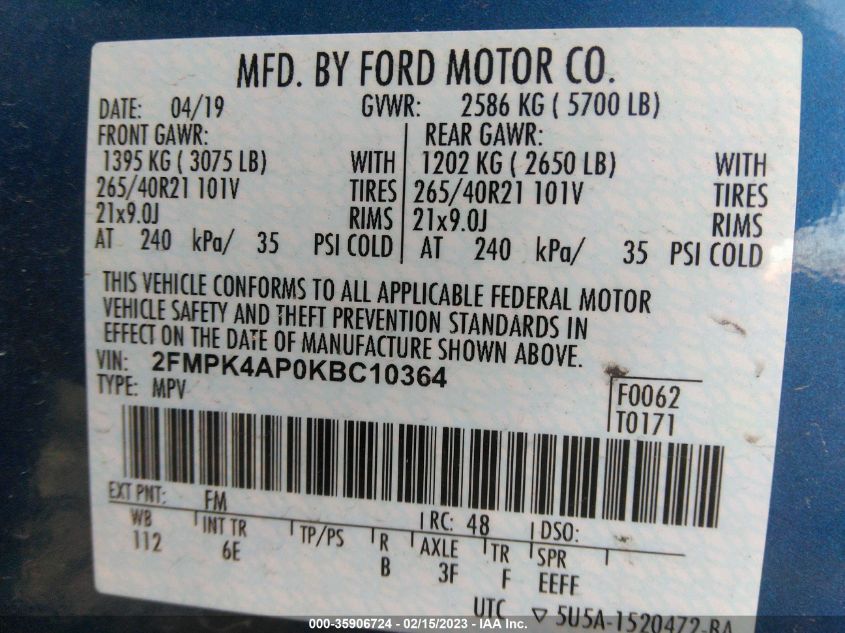 MFD. BY FORD MOTOR CO.
DATE: 04/19 GVWR: 2586 KG ( 5700 LB)
FRONT GAWR: REAR GAWR:
1395 KG ( 3075 LB) WITH 1202 KG ( 2650 LB) WITH
265/40R21 101V TIRES 265/40R21 101V TIRES
21x9.0J RIMS 21x9.0J RIMS
AT 240 kPa/ 35 PSI COLD AT 240 kPa/ 35 PSI COLD
THIS VEHICLE CONFORMS TO ALL APPLICABLE FEDERAL MOTOR
VEHICLE SAFETY AND THEFT PREVENTION STANDARDS IN
EFFECT ON THE DATE OF MANUFACTURE SHOWN ABOVE.
VIN: 2FMPK4AP0KBC10364
TYPE: MPV F0062
T0171
EXT PNT: FM RC: 48 DSO:
WB INT TR TP/PS R AXLE TR SPR
112 6E B 3F F EEFF
UTC ▽ 5U5A-1520472-BA
000-35906724 - 02/15/2023 - IAA Inc.